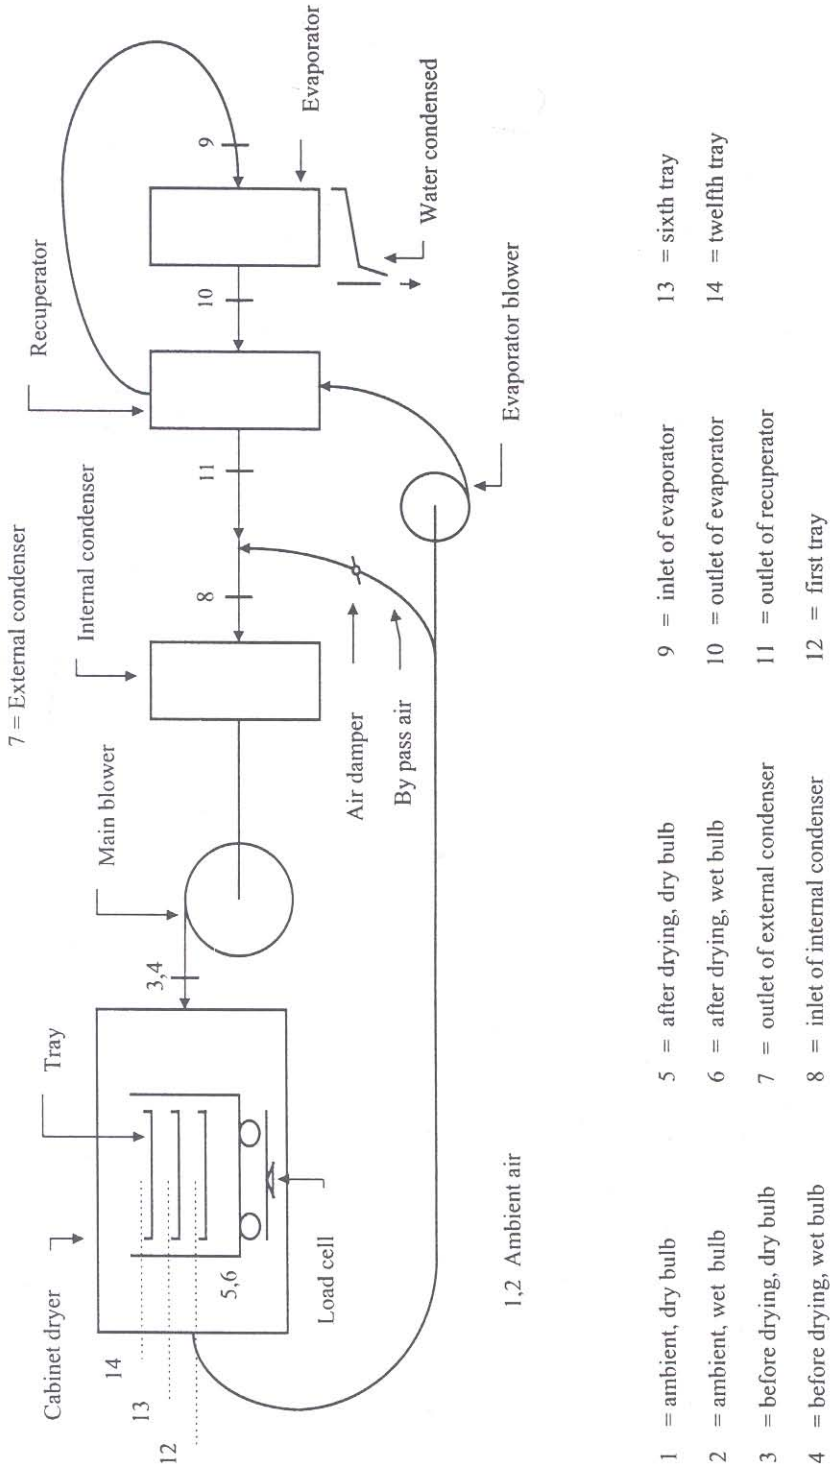 7 = External condenser
Cabinet dryer
Tray
Main blower
Internal condenser
Recuperator
Evaporator
14
13
12
5,6
3,4
8
11
10
9
Load cell
Air damper
By pass air
Water condensed
Evaporator blower
1,2 Ambient air
1 = ambient, dry bulb
2 = ambient, wet bulb
3 = before drying, dry bulb
4 = before drying, wet bulb
5 = after drying, dry bulb
6 = after drying, wet bulb
7 = outlet of external condenser
8 = inlet of internal condenser
9 = inlet of evaporator
10 = outlet of evaporator
11 = outlet of recuperator
12 = first tray
13 = sixth tray
14 = twelfth tray